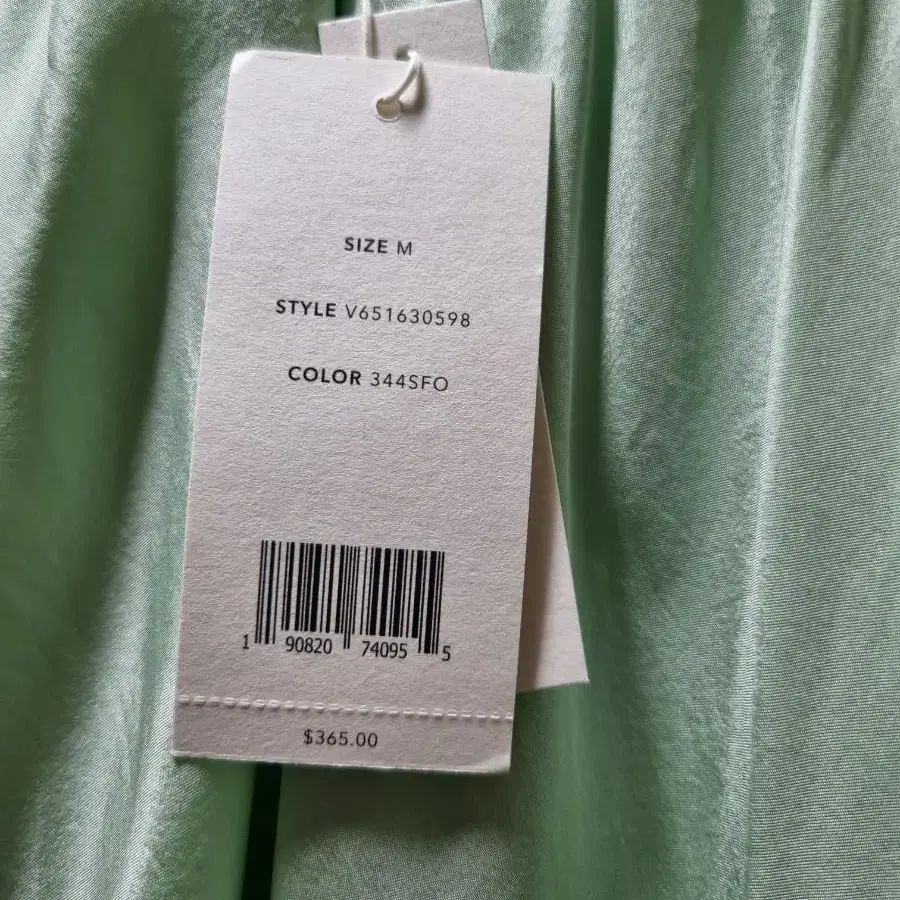 SIZE M
STYLE V651630598
COLOR 344SFO
1 90820 74095 5
$365.00